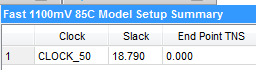 Fast 1100mV 85C Model Setup Summary
Clock Slack End Point TNS
1 CLOCK_50 18.790 0.000